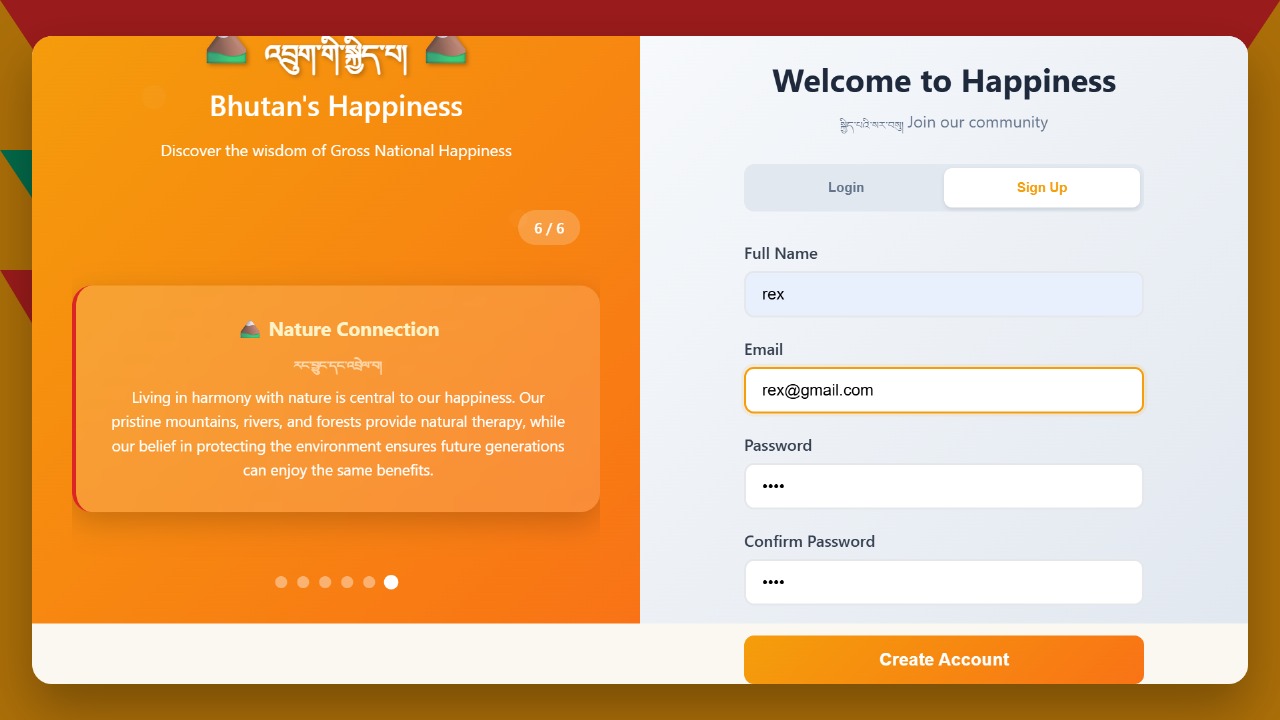 འབྲུག་གི་སྐྱིད་པ།
Bhutan's Happiness
Discover the wisdom of Gross National Happiness
6 / 6
Nature Connection
རང་བྱུང་དང་འབྲེལ་བ།
Living in harmony with nature is central to our happiness. Our
pristine mountains, rivers, and forests provide natural therapy, while
our belief in protecting the environment ensures future generations
can enjoy the same benefits.
Welcome to Happiness
Join our community
Login
Sign Up
Full Name
rex
Email
rex@gmail.com
Password
••••
Confirm Password
••••
Create Account